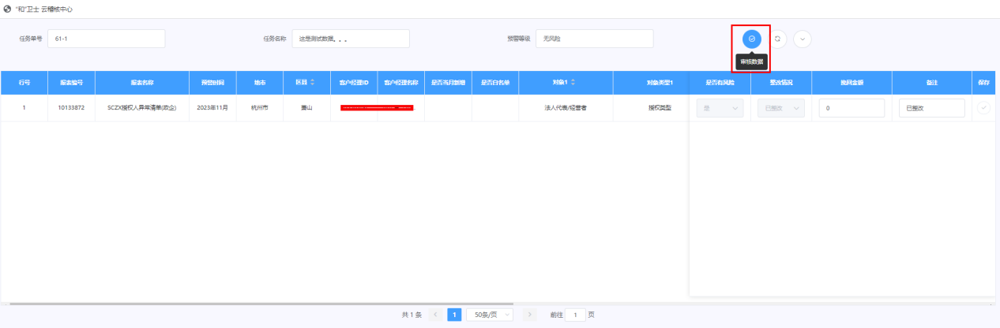 "和"卫士 云稽核中心
任务单号 61-1 任务名称 这是测试数据。。。 预警等级 无风险
审核数据
行号 报表编号 报表名称 预警时间 地市 区县 客户经理ID 客户经理名称 是否当月新增 是否白名单 对象1 对象类型1 是否有风险 整改情况 挽回金额 备注 保存
1 10133872 SCZX授权人异常清单(政企) 2023年11月 杭州市 萧山 法人代表/经营者 授权类型 是 已整改 0 已整改
共 1 条 1 50条/页 前往 1 页